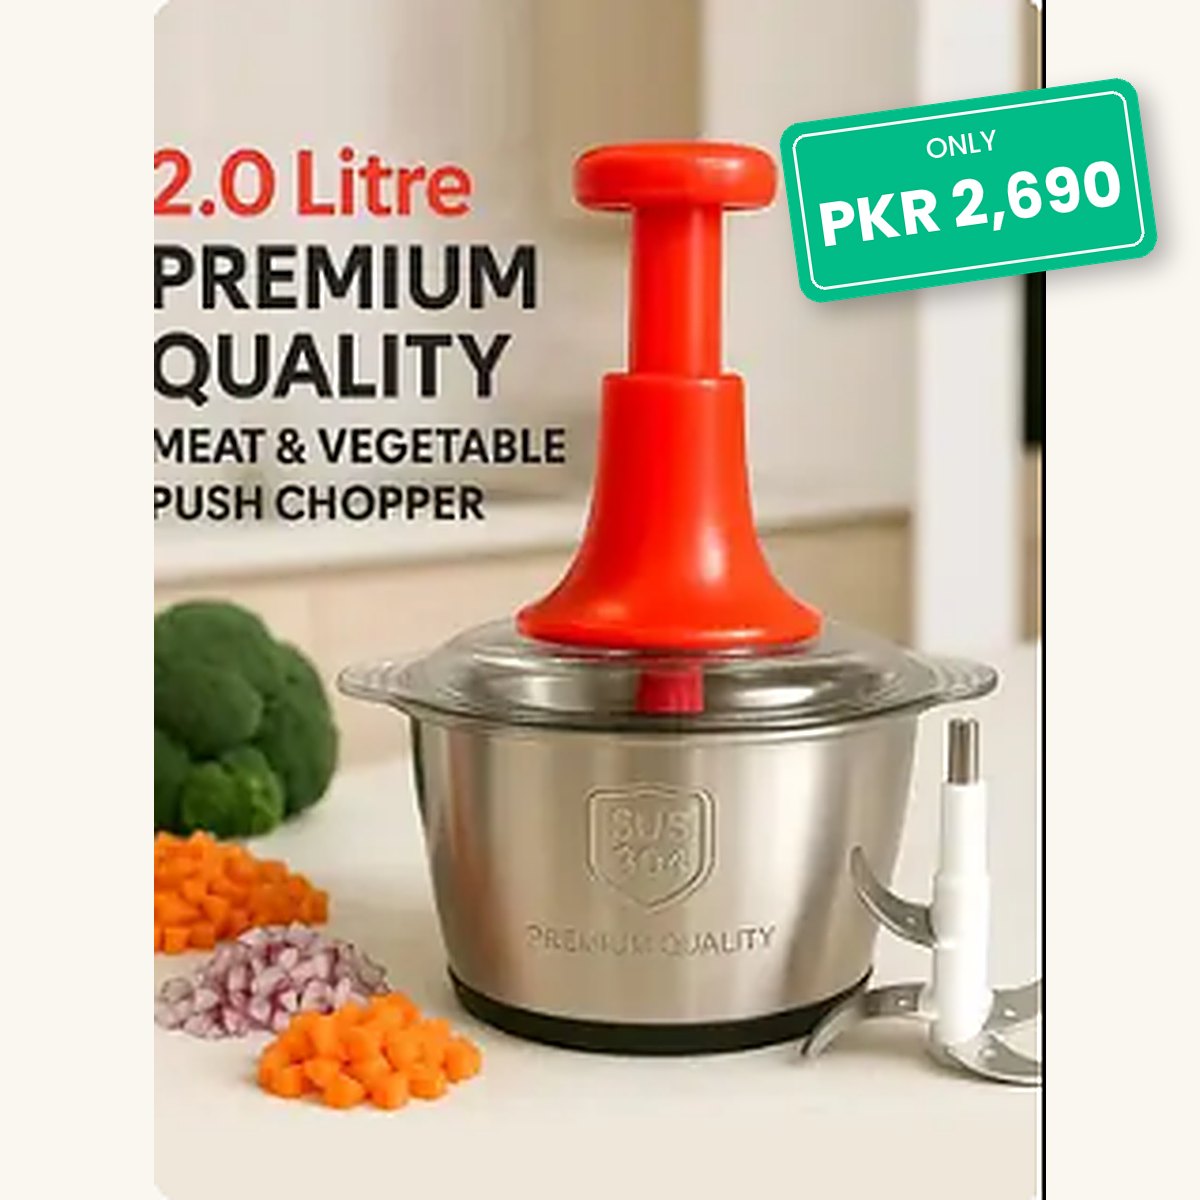 2.0 Litre
PREMIUM
QUALITY
MEAT & VEGETABLE
PUSH CHOPPER
ONLY
PKR 2,690
SUS
304
PREMIUM QUALITY